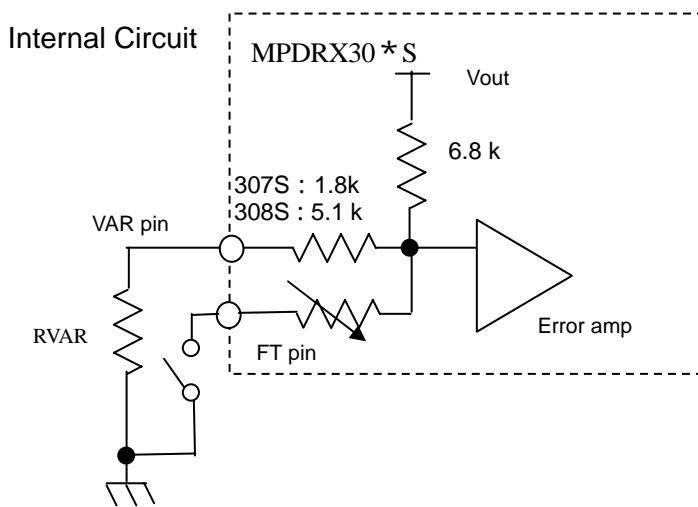 Internal Circuit
MPDRX30*S
Vout
6.8 k
307S : 1.8k
308S : 5.1 k
VAR pin
RVAR
FT pin
Error amp